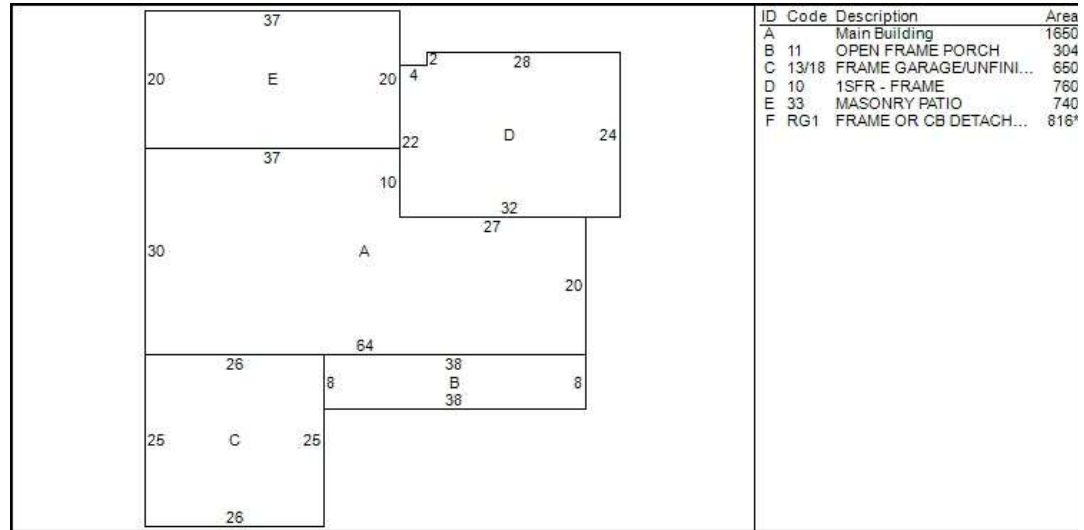 37
2
28
4
20 E 20
D
22
24
37
10
32
27
30 A
20
64
26
38
8 B 8
38
25 C 25
26
ID Code Description Area
A Main Building 1650
B 11 OPEN FRAME PORCH 304
C 13/18 FRAME GARAGE/UNFINI... 650
D 10 1SFR - FRAME 760
E 33 MASONRY PATIO 740
F RG1 FRAME OR CB DETACH... 816*